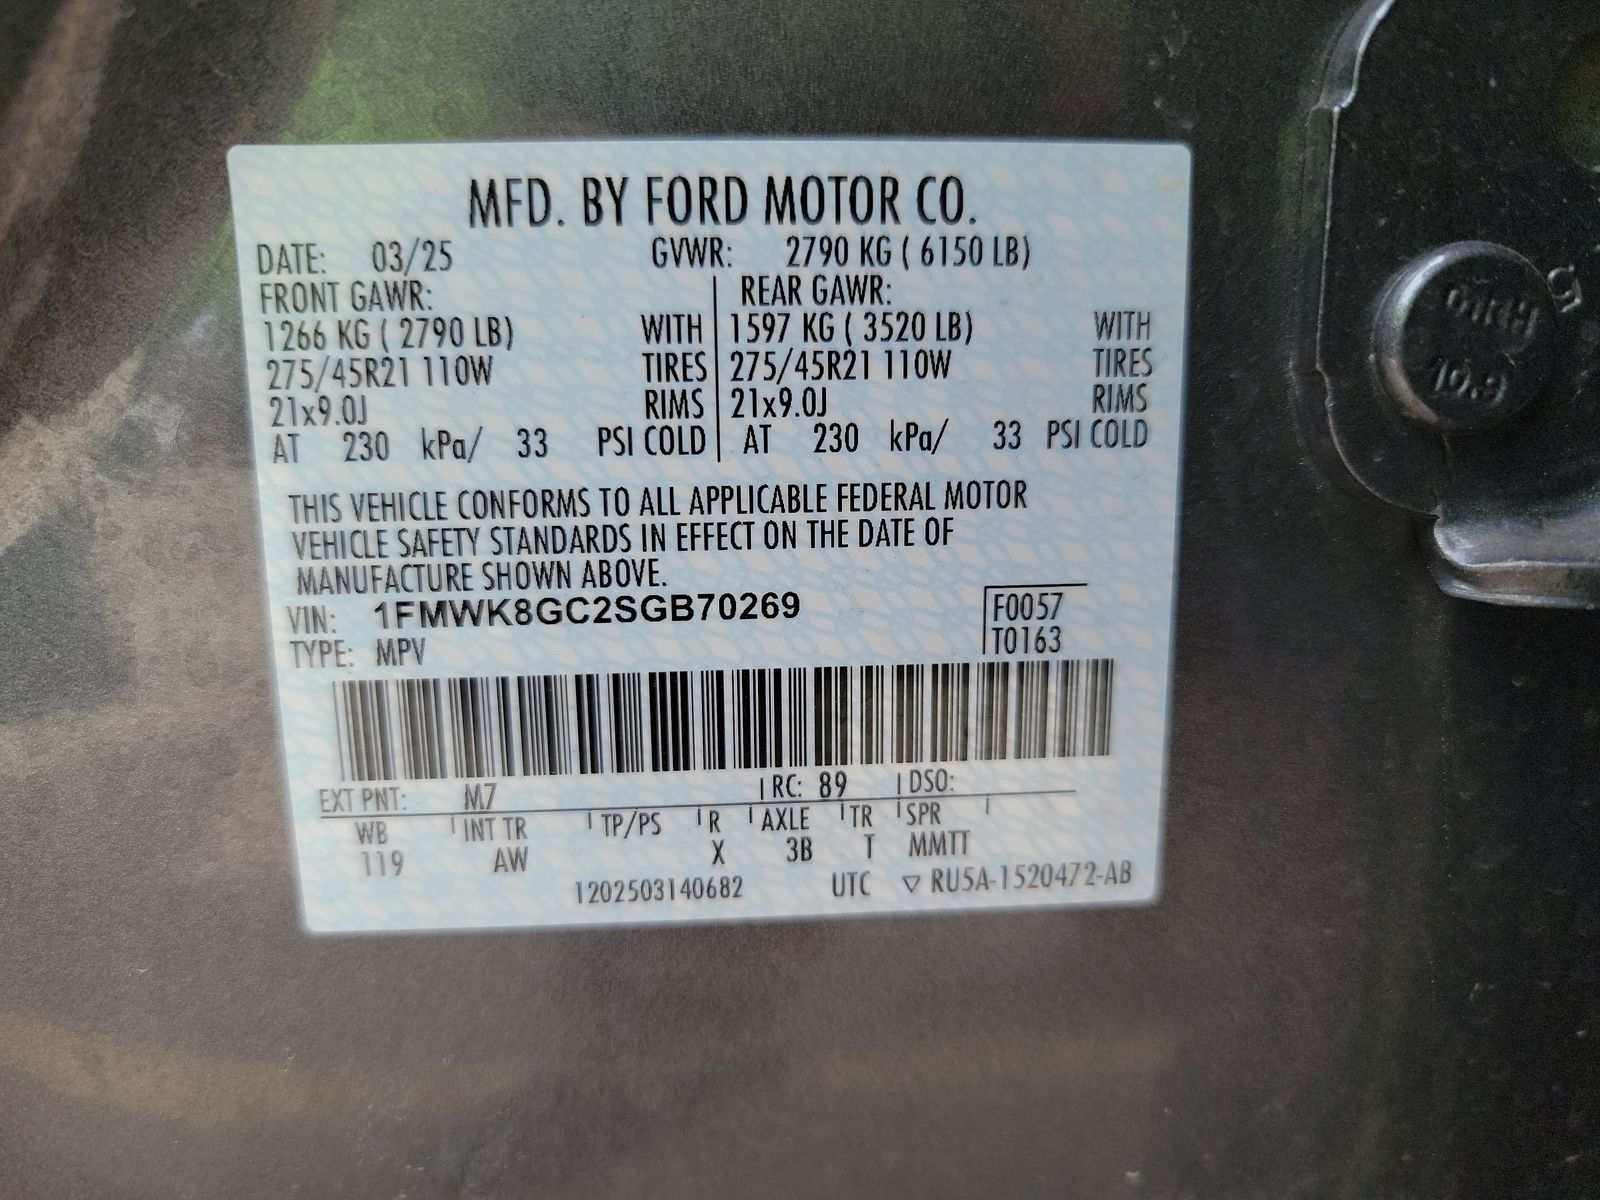 MFD. BY FORD MOTOR CO.
DATE: 03/25 GVWR: 2790 KG ( 6150 LB)
FRONT GAWR: REAR GAWR:
1266 KG ( 2790 LB) WITH 1597 KG ( 3520 LB) WITH
275/45R21 110W TIRES 275/45R21 110W TIRES
21x9.0J RIMS 21x9.0J RIMS
AT 230 kPa/ 33 PSI COLD AT 230 kPa/ 33 PSI COLD
THIS VEHICLE CONFORMS TO ALL APPLICABLE FEDERAL MOTOR
VEHICLE SAFETY STANDARDS IN EFFECT ON THE DATE OF
MANUFACTURE SHOWN ABOVE.
VIN: 1FMWK8GC2SGB70269 F0057
TYPE: MPV T0163
EXT PNT: M7 RC: 89 DSO:
WB INT TR TP/PS R AXLE TR SPR
119 AW X 3B T MMTT
1202503140682 UTC ▽ RU5A-1520472-AB
10.9